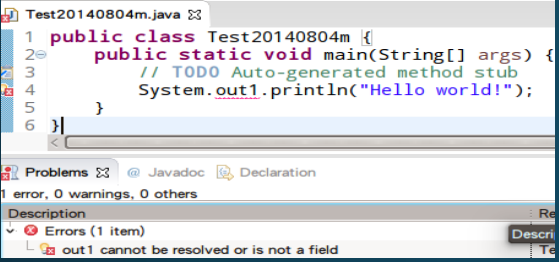 Test20140804m.java
1 public class Test20140804m {
2 public static void main(String[] args) {
3 // TODO Auto-generated method stub
4 System.out1.println("Hello world!");
5 }
6 }
Problems @ Javadoc Declaration
1 error, 0 warnings, 0 others
Description Re
Errors (1 item) Descri
out1 cannot be resolved or is not a field Te